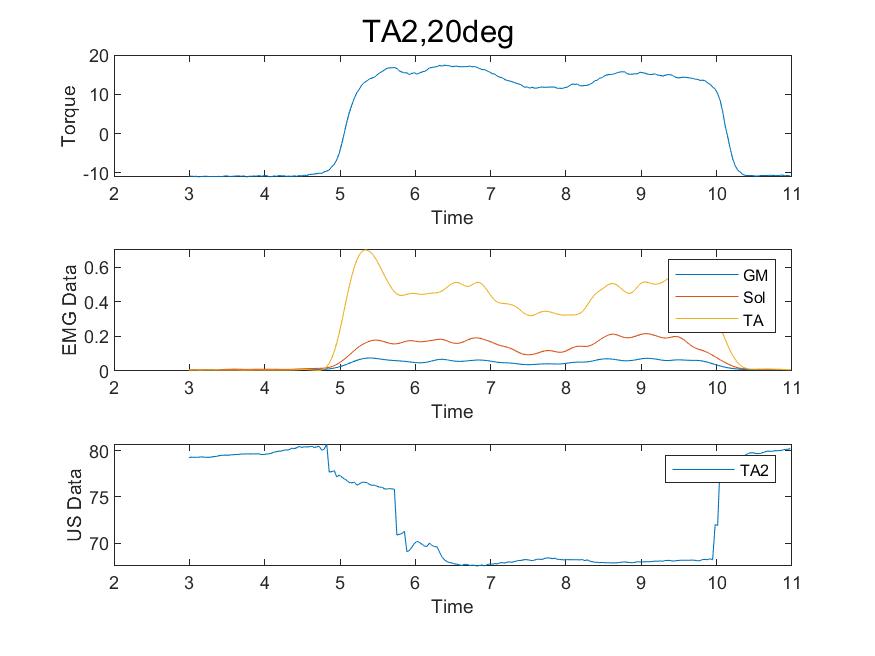 TA2,20deg
20
10
0
-10
Torque
2 3 4 5 6 7 8 9 10 11
Time
0.6
0.4
0.2
0
EMG Data
GM
Sol
TA
2 3 4 5 6 7 8 9 10 11
Time
80
75
70
US Data
TA2
2 3 4 5 6 7 8 9 10 11
Time